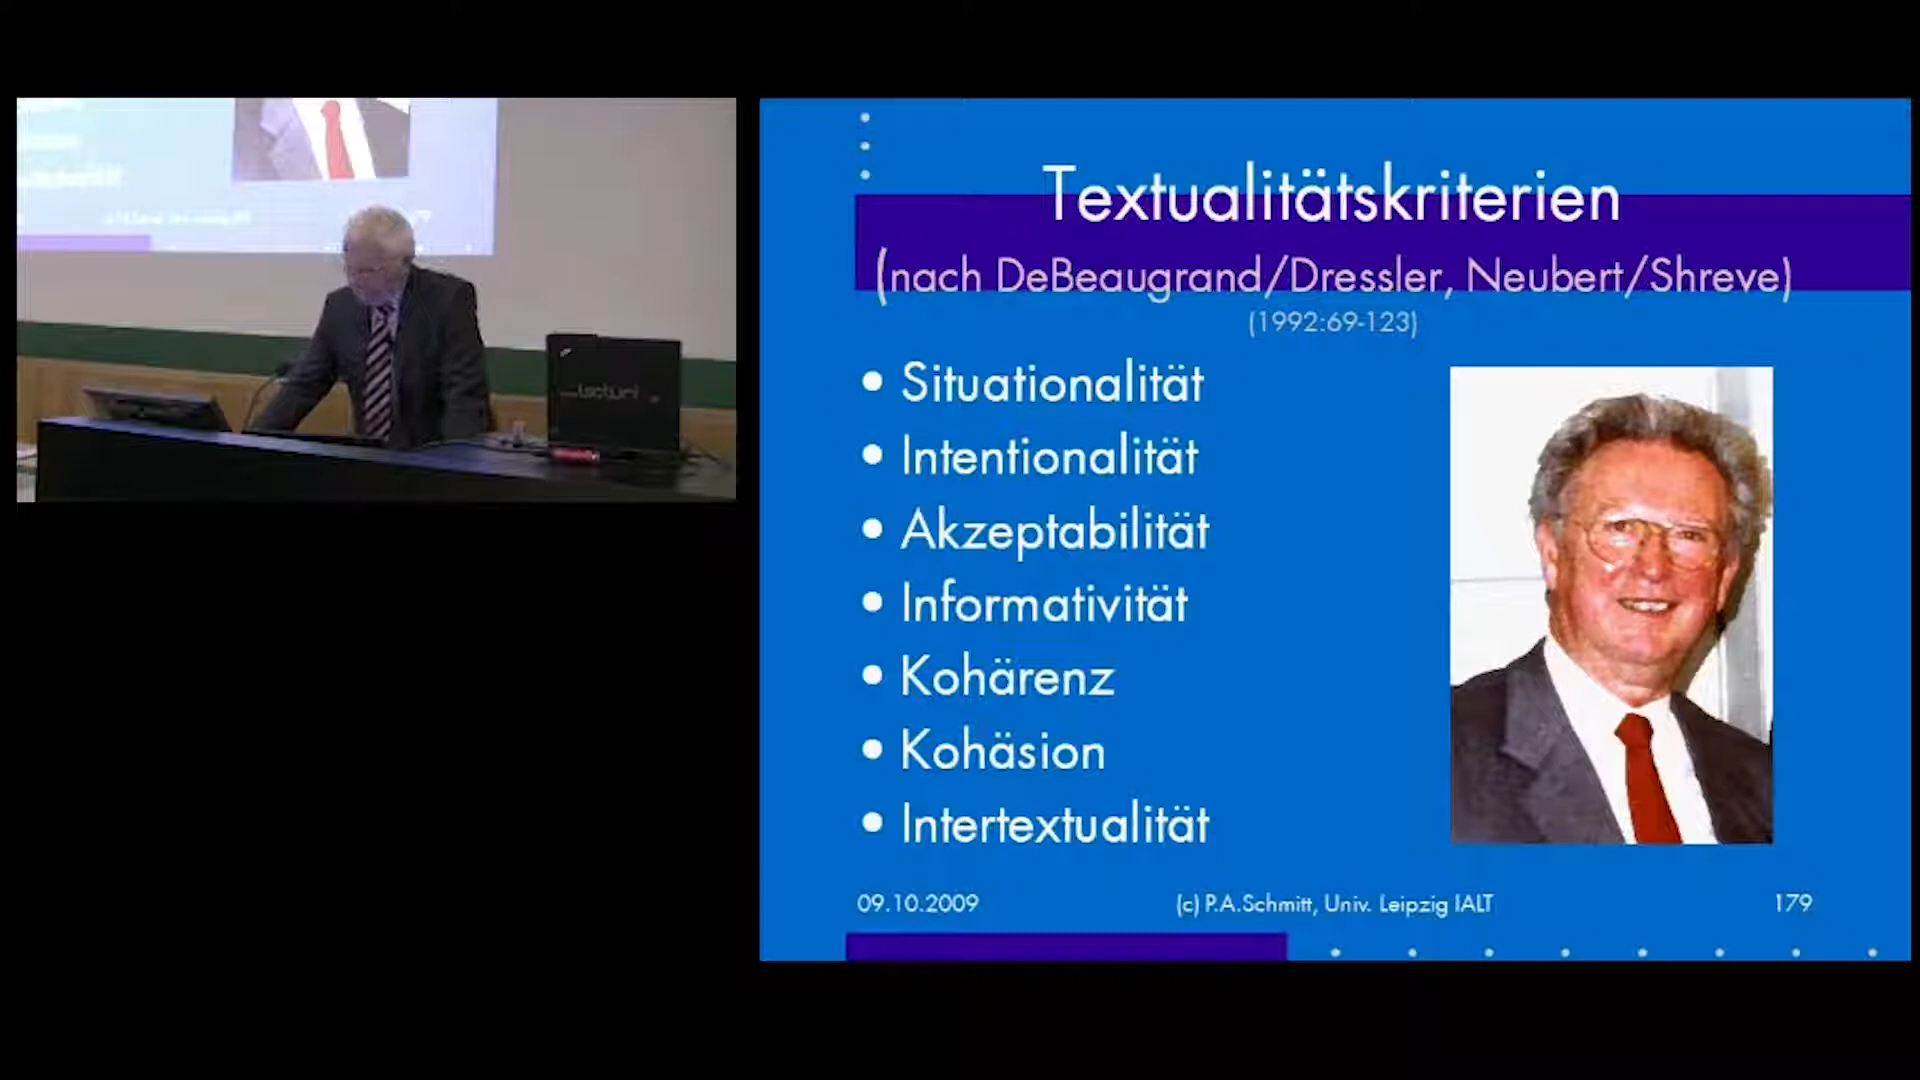 Textualitätskriterien
(nach DeBeaugrand/Dressler, Neubert/Shreve)
(1992:69-123)
• Situationalität
• Intentionalität
• Akzeptabilität
• Informativität
• Kohärenz
• Kohäsion
• Intertextualität
09.10.2009
(c) P.A.Schmitt, Univ. Leipzig IALT
179